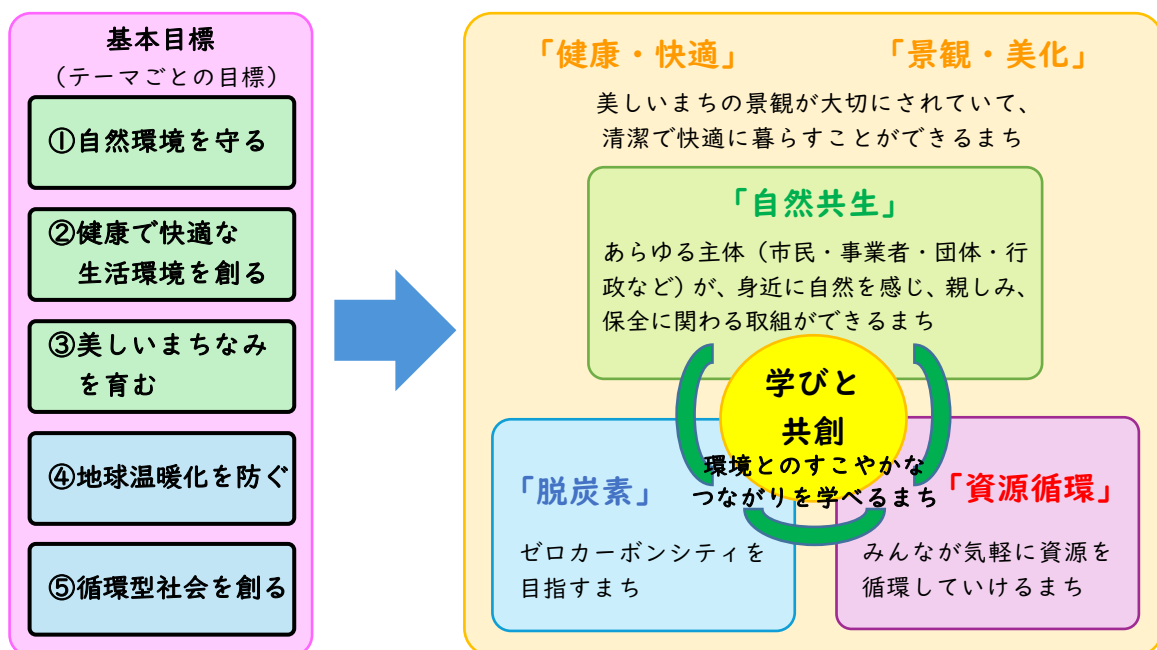 基本目標
（テーマごとの目標）
①自然環境を守る
②健康で快適な
生活環境を創る
③美しいまちなみ
を育む
④地球温暖化を防ぐ
⑤循環型社会を創る
「健康・快適」
「景観・美化」
美しいまちの景観が大切にされていて、
清潔で快適に暮らすことができるまち
「自然共生」
あらゆる主体（市民・事業者・団体・行
政など）が、身近に自然を感じ、親しみ、
保全に関わる取組ができるまち
学びと
共創
環境とのすこやかな
つながりを学べるまち
「脱炭素」
ゼロカーボンシティを
目指すまち
「資源循環」
みんなが気軽に資源を
循環していけるまち